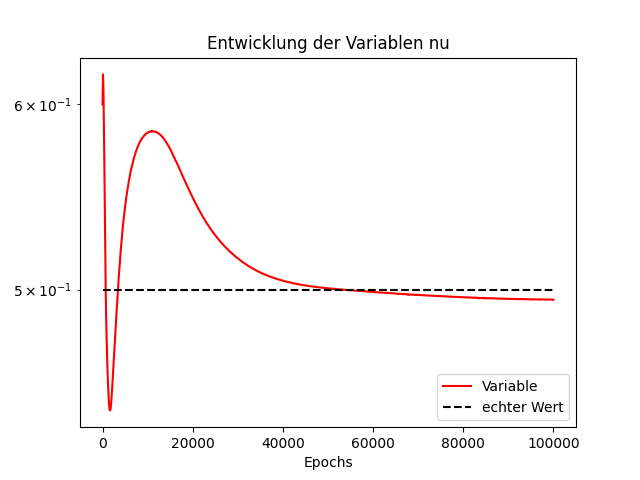 Entwicklung der Variablen nu
6 × 10⁻¹
5 × 10⁻¹
Variable
echter Wert
0 20000 40000 60000 80000 100000
Epochs